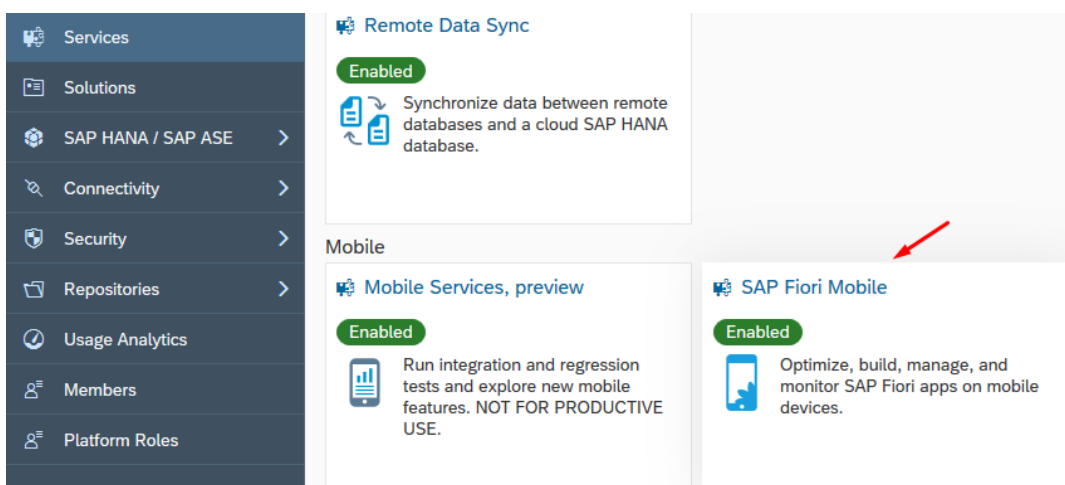 Services
Solutions
SAP HANA / SAP ASE
Connectivity
Security
Repositories
Usage Analytics
Members
Platform Roles
Remote Data Sync
Enabled
Synchronize data between remote
databases and a cloud SAP HANA
database.
Mobile
Mobile Services, preview
Enabled
Run integration and regression
tests and explore new mobile
features. NOT FOR PRODUCTIVE
USE.
SAP Fiori Mobile
Enabled
Optimize, build, manage, and
monitor SAP Fiori apps on mobile
devices.